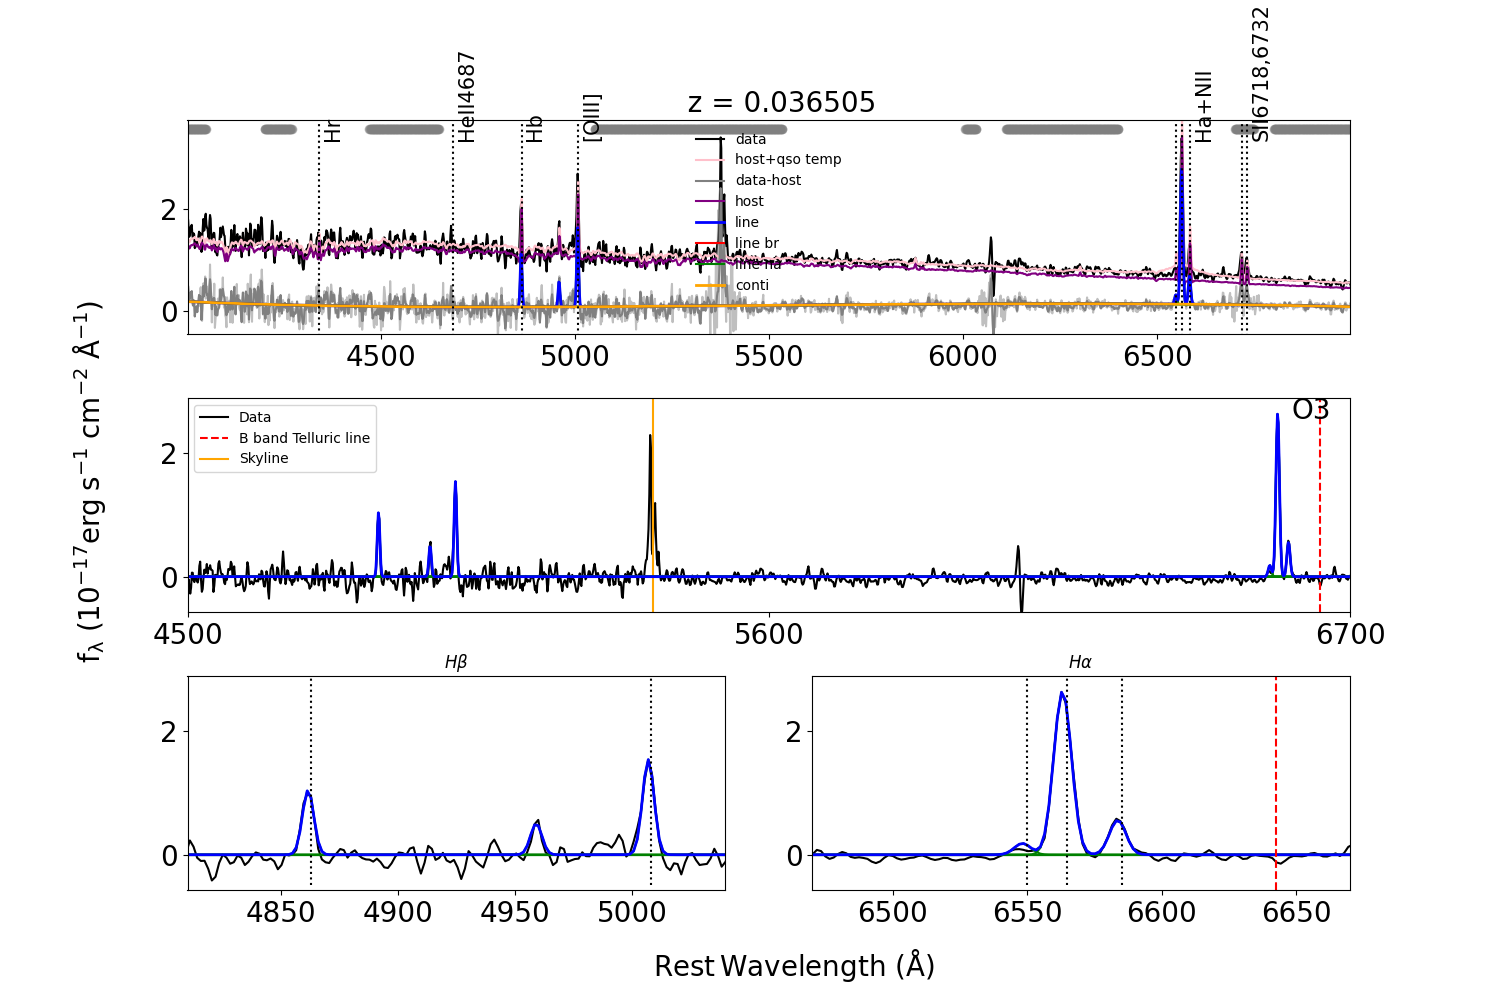 z = 0.036505
Hr
HeII4687
Hb
[OIII]
Ha+NII
SII6718,6732
data
host+qso temp
data-host
host
line
line br
line na
conti
2
0
4500 5000 5500 6000 6500
fλ (10⁻¹⁷erg s⁻¹ cm⁻² Å⁻¹)
Data
B band Telluric line
Skyline
O3
2
0
4500 5600 6700
Hβ
2
0
4850 4900 4950 5000
Hα
2
0
6500 6550 6600 6650
Rest Wavelength (Å)